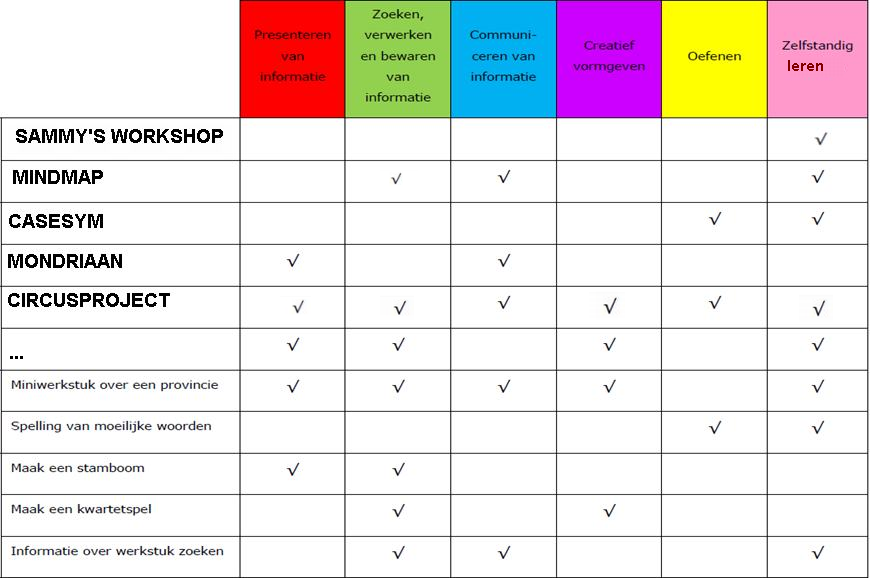 Presenteren
van
informatie
Zoeken,
verwerken
en bewaren
van
informatie
Communi-
ceren van
informatie
Creatief
vormgeven
Oefenen
Zelfstandig
leren
SAMMY'S WORKSHOP √
MINDMAP √ √ √
CASESYM √ √
MONDRIAAN √ √
CIRCUSPROJECT √ √ √ √ √ √
... √ √ √ √
Miniwerkstuk over een provincie √ √ √ √ √
Spelling van moeilijke woorden √ √
Maak een stamboom √ √
Maak een kwartetspel √ √
Informatie over werkstuk zoeken √ √ √